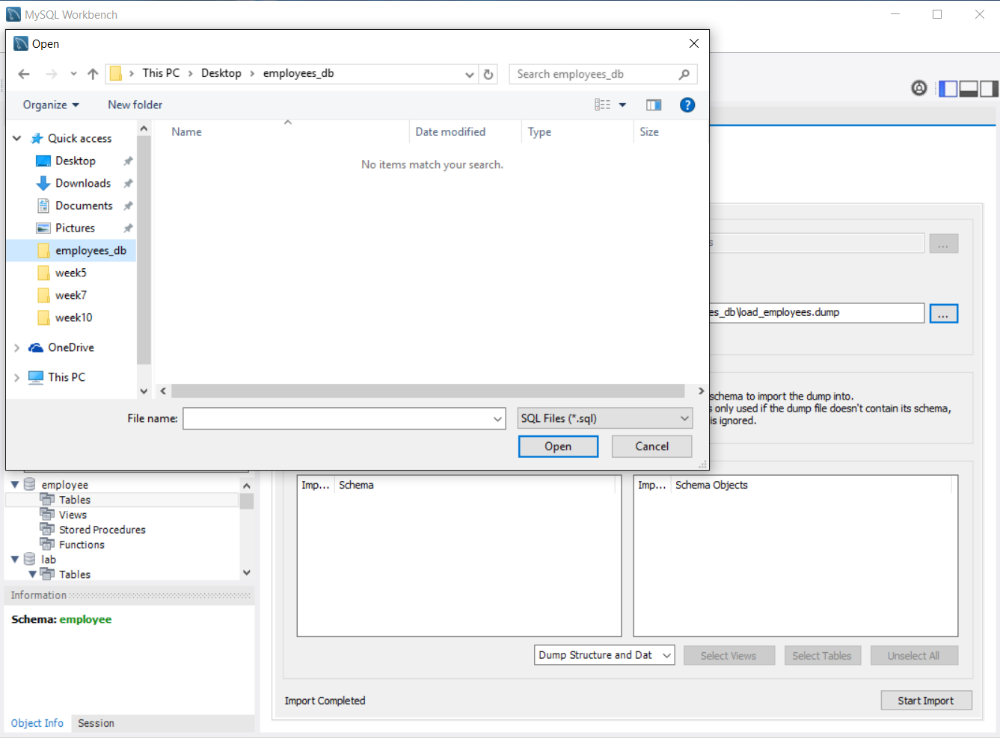 MySQL Workbench
Open
This PC > Desktop > employees_db
Search employees_db
Organize
New folder
?
Name
Date modified
Type
Size
No items match your search.
Quick access
Desktop
Downloads
Documents
Pictures
employees_db
week5
week7
week10
OneDrive
This PC
File name:
SQL Files (*.sql)
Open
Cancel
s
...
es_db\load_employees.dump
...
schema to import the dump into.
s only used if the dump file doesn't contain its schema,
is ignored.
employee
Tables
Views
Stored Procedures
Functions
lab
Tables
Information
Schema: employee
Object Info
Session
Imp...
Schema
Imp...
Schema Objects
Dump Structure and Dat
Select Views
Select Tables
Unselect All
Import Completed
Start Import